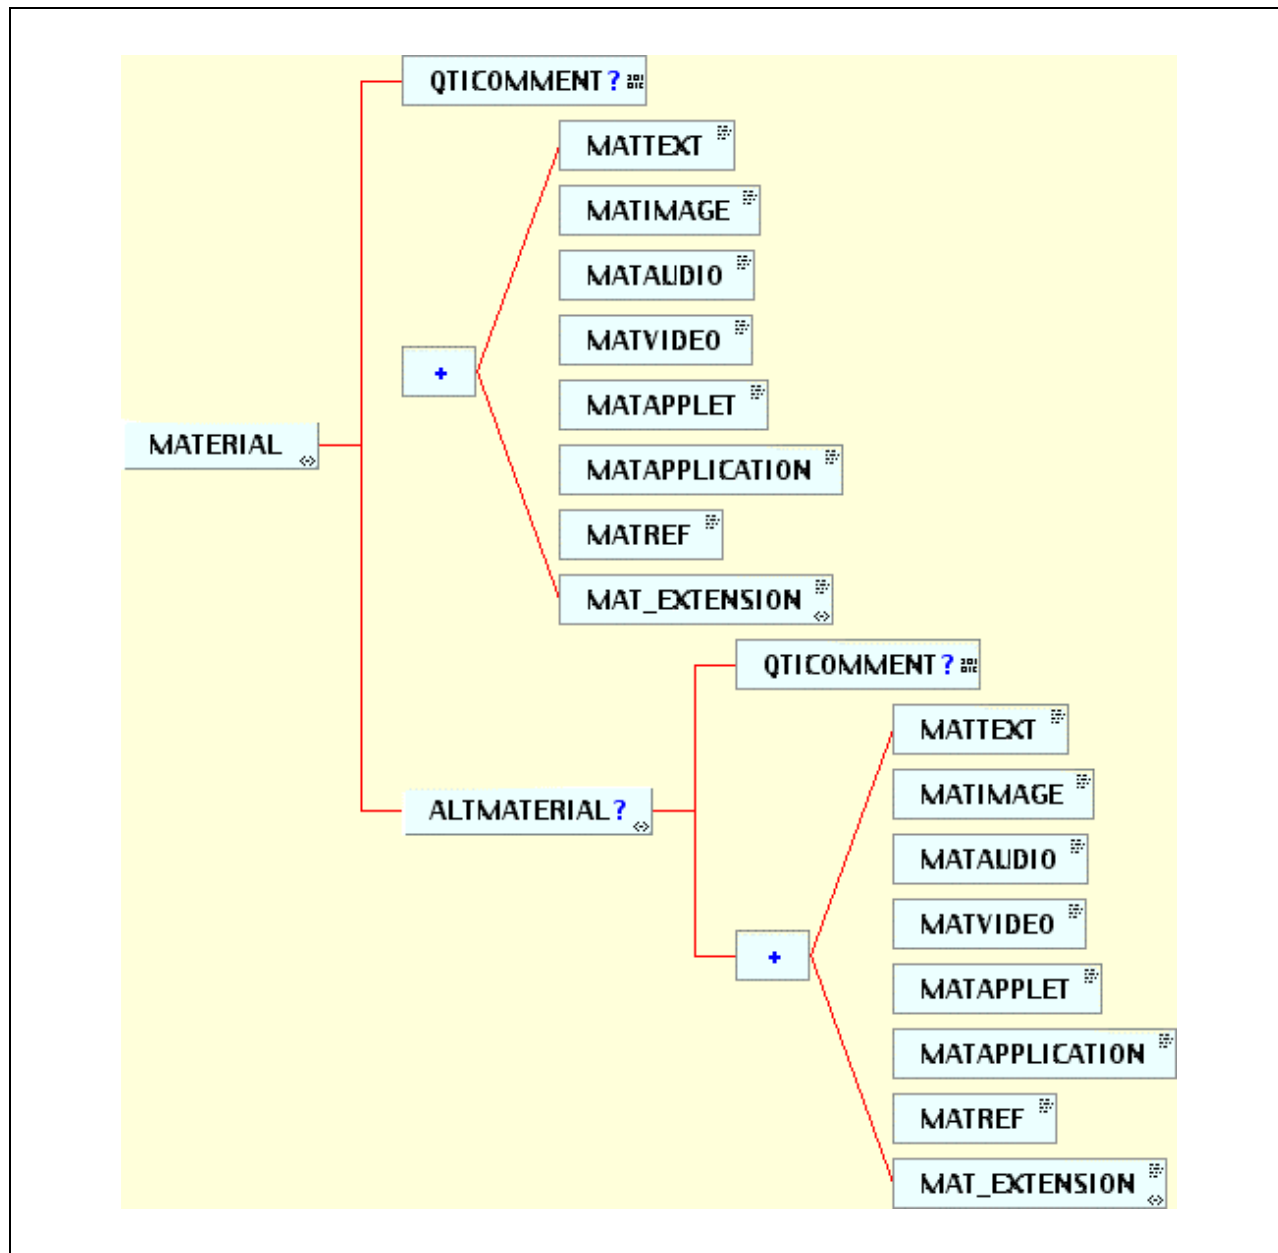 QTICOMMENT?
MATTEXT
MATIMAGE
MATAUDIO
MATVIDEO
+
MATAPPLET
MATERIAL
MATAPPLICATION
MATREF
MAT_EXTENSION
QTICOMMENT?
MATTEXT
MATIMAGE
ALTMATERIAL?
MATAUDIO
MATVIDEO
+
MATAPPLET
MATAPPLICATION
MATREF
MAT_EXTENSION